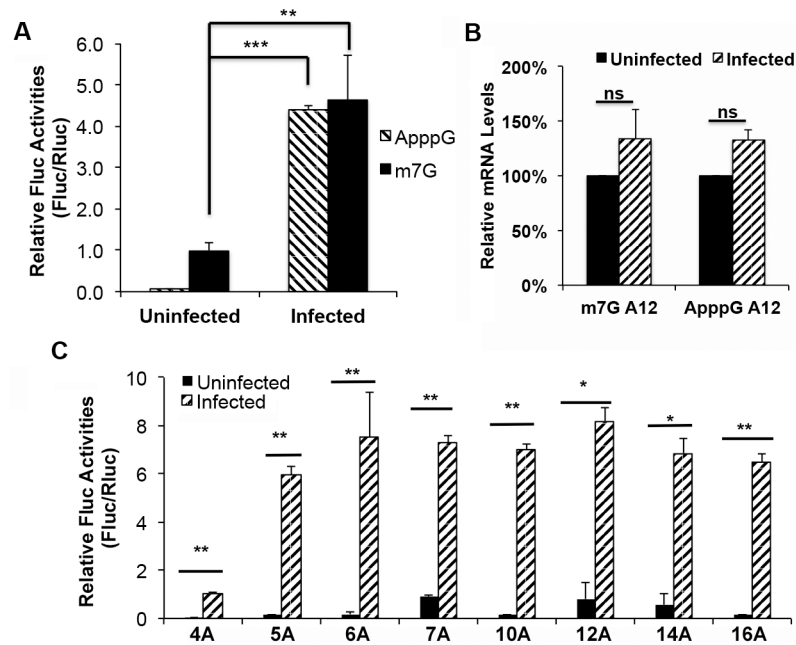 A
Relative Fluc Activities
(Fluc/Rluc)
6.0
5.0
4.0
3.0
2.0
1.0
0.0
**
***
ApppG
m7G
Uninfected
Infected
B
Uninfected
Infected
Relative mRNA Levels
200%
150%
100%
50%
0%
ns
ns
m7G A12
ApppG A12
C
Uninfected
Infected
Relative Fluc Activities
(Fluc/Rluc)
10
8
6
4
2
0
**
**
**
**
**
*
*
**
4A
5A
6A
7A
10A
12A
14A
16A